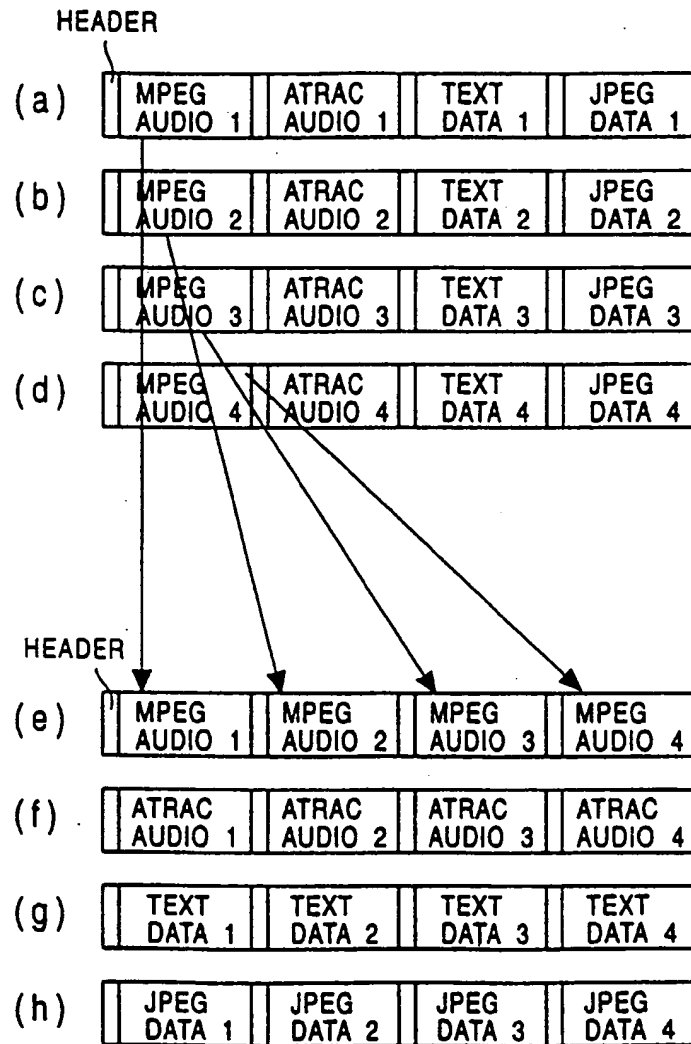 HEADER
(a) MPEG ATRAC TEXT JPEG
AUDIO 1 AUDIO 1 DATA 1 DATA 1
(b) MPEG ATRAC TEXT JPEG
AUDIO 2 AUDIO 2 DATA 2 DATA 2
(c) MPEG ATRAC TEXT JPEG
AUDIO 3 AUDIO 3 DATA 3 DATA 3
(d) MPEG ATRAC TEXT JPEG
AUDIO 4 AUDIO 4 DATA 4 DATA 4
HEADER
(e) MPEG MPEG MPEG MPEG
AUDIO 1 AUDIO 2 AUDIO 3 AUDIO 4
(f) ATRAC ATRAC ATRAC ATRAC
AUDIO 1 AUDIO 2 AUDIO 3 AUDIO 4
(g) TEXT TEXT TEXT TEXT
DATA 1 DATA 2 DATA 3 DATA 4
(h) JPEG JPEG JPEG JPEG
DATA 1 DATA 2 DATA 3 DATA 4